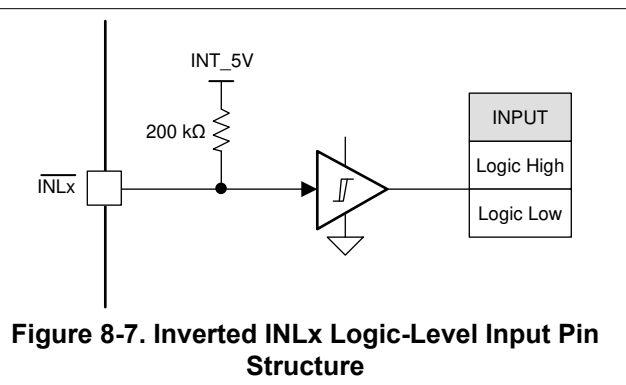 INT_5V
200 kΩ
INLx
INPUT
Logic High
Logic Low
Figure 8-7. Inverted INLx Logic-Level Input Pin
Structure